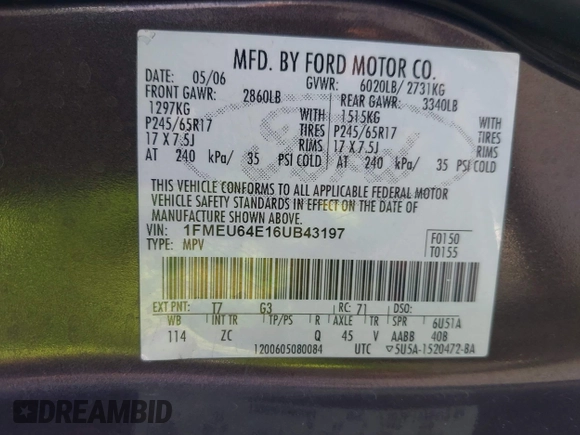 MFD. BY FORD MOTOR CO.
DATE: 05/06 GVWR: 6020LB/ 2731KG
FRONT GAWR: 2860LB REAR GAWR: 3340LB
1297KG WITH 1515KG WITH
P245/65R17 TIRES P245/65R17 TIRES
17 X 7.5J RIMS 17 X 7.5J RIMS
AT 240 kPa/ 35 PSI COLD AT 240 kPa/ 35 PSI COLD
THIS VEHICLE CONFORMS TO ALL APPLICABLE FEDERAL MOTOR
VEHICLE SAFETY STANDARDS IN EFFECT ON THE DATE OF
MANUFACTURE SHOWN ABOVE.
VIN: 1FMEU64E16UB43197
TYPE: MPV
F0150
T0155
EXT PNT: T7 G3 RC: 71 DSO:
WB INT TR TP/PS R AXLE TR SPR 6U51A
114 ZC Q 45 V AABB 408
1200605080084 UTC 5U5A-1520472-BA
Ford
DREAMBID